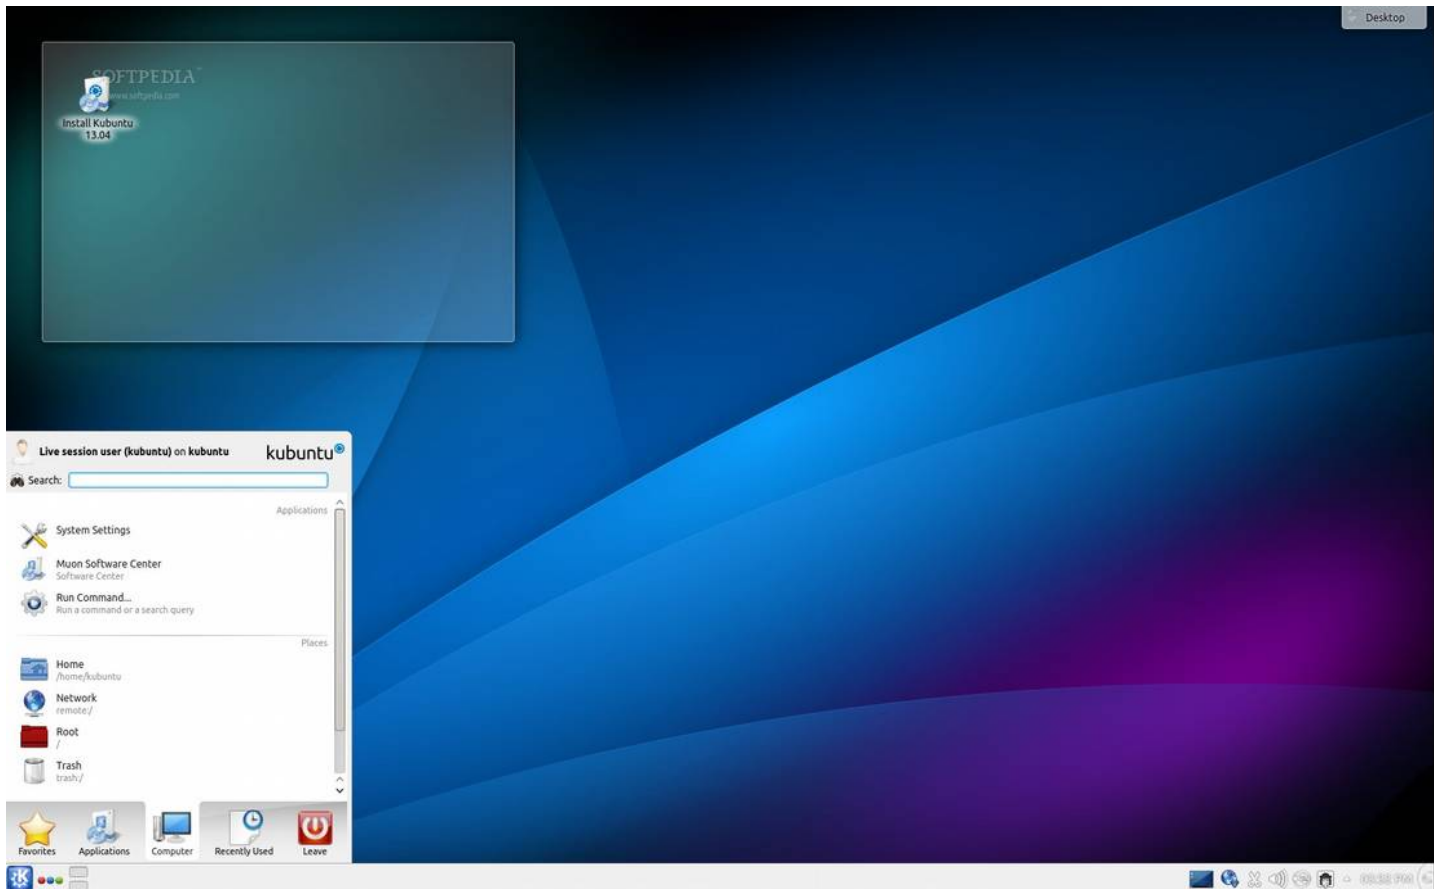 Desktop
SOFTPEDIA
www.softpedia.com
Install Kubuntu
13.04
Live session user (kubuntu) on kubuntu
kubuntu
Search:
Applications
System Settings
Muon Software Center
Software Center
Run Command...
Run a command or a search query
Places
Home
/home/kubuntu
Network
remote:/
Root
/
Trash
trash:/
Favorites
Applications
Computer
Recently Used
Leave